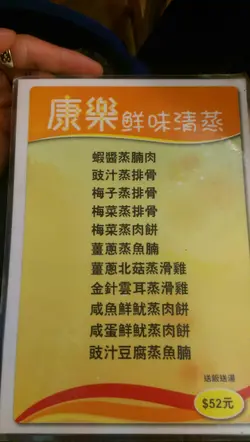 康樂鮮味清蒸
蝦醬蒸腩肉
豉汁蒸排骨
梅子蒸排骨
梅菜蒸排骨
梅菜蒸肉餅
薑蔥蒸魚腩
薑蔥北菇蒸滑雞
金針雲耳蒸滑雞
咸魚鮮魷蒸肉餅
咸蛋鮮魷蒸肉餅
豉汁豆腐蒸魚腩
送飯送湯
$52元